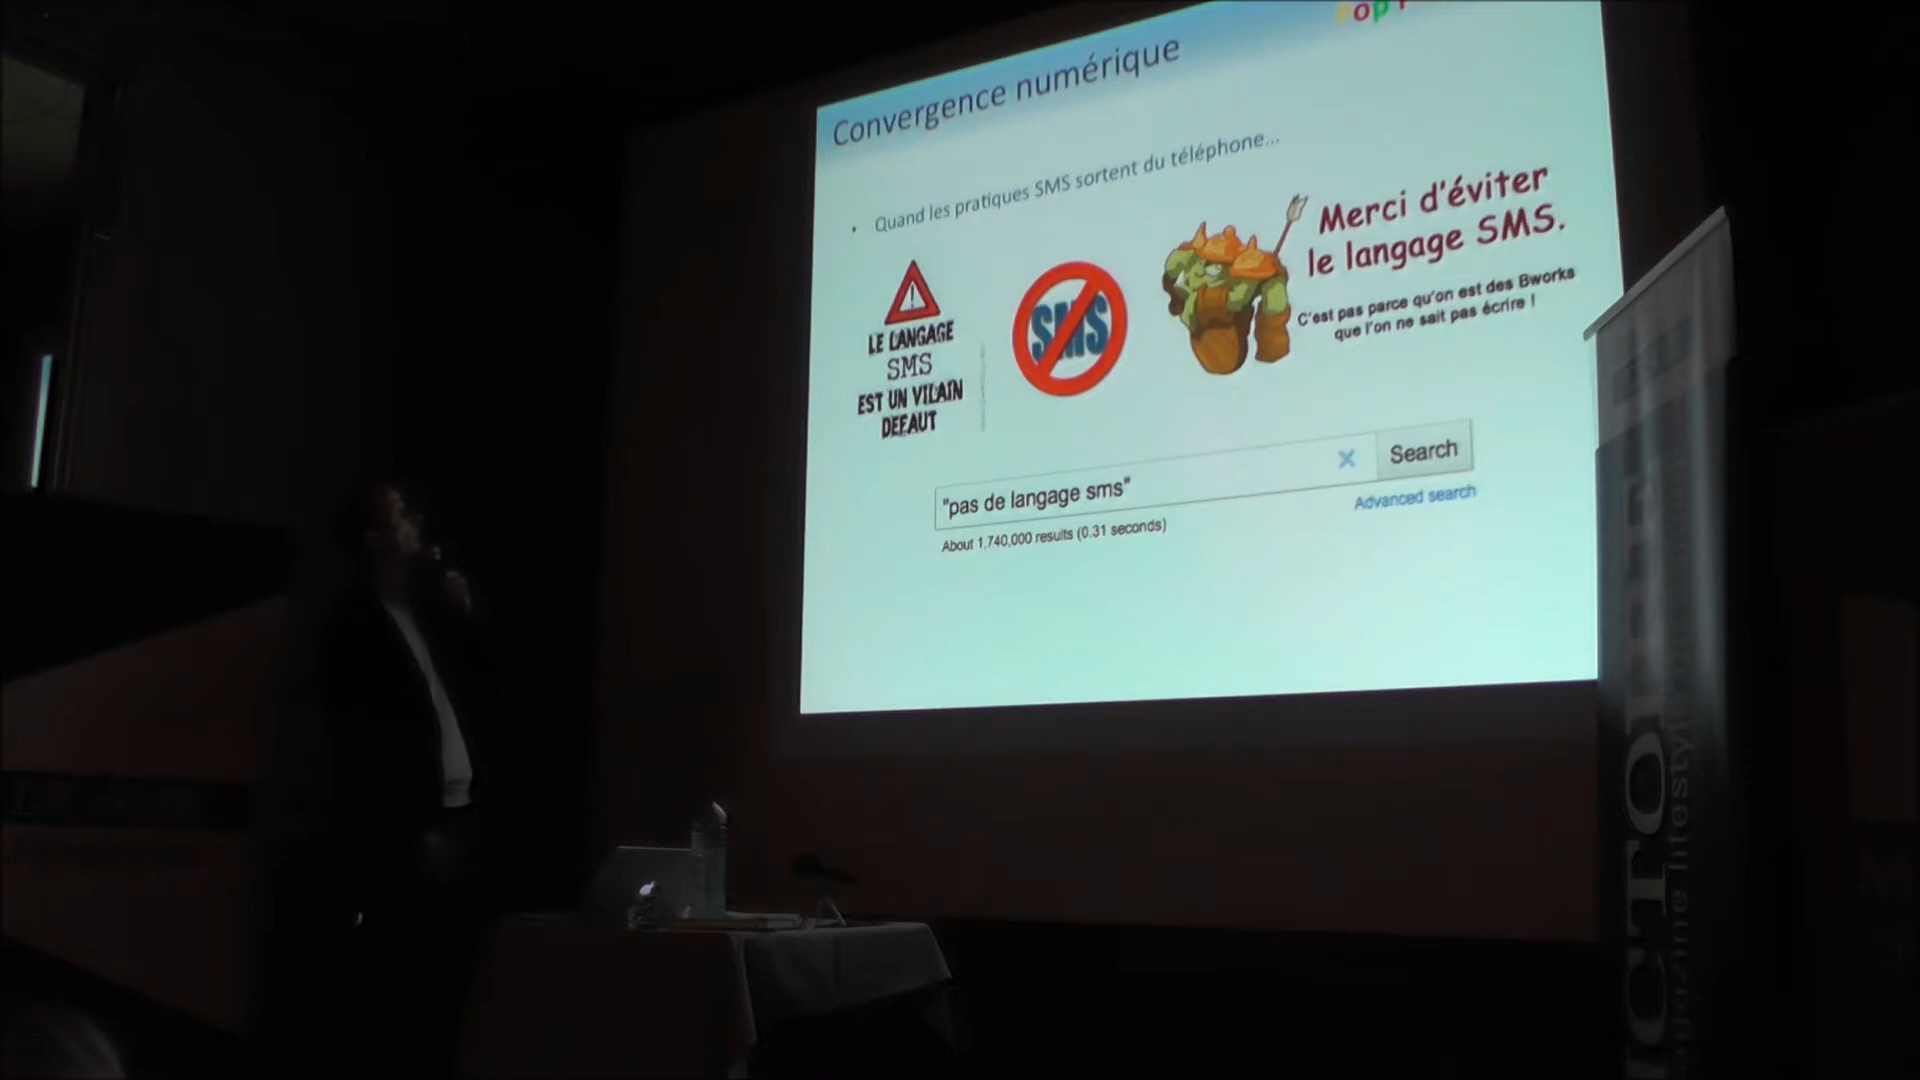 op
Convergence numérique
• Quand les pratiques SMS sortent du téléphone...
LE LANGAGE
SMS
EST UN VILAIN
DEFAUT
SMS
Merci d'éviter
le langage SMS.
C'est pas parce qu'on est des Bworks
que l'on ne sait pas écrire !
"pas de langage sms"
Search
About 1,740,000 results (0.31 seconds)
Advanced search